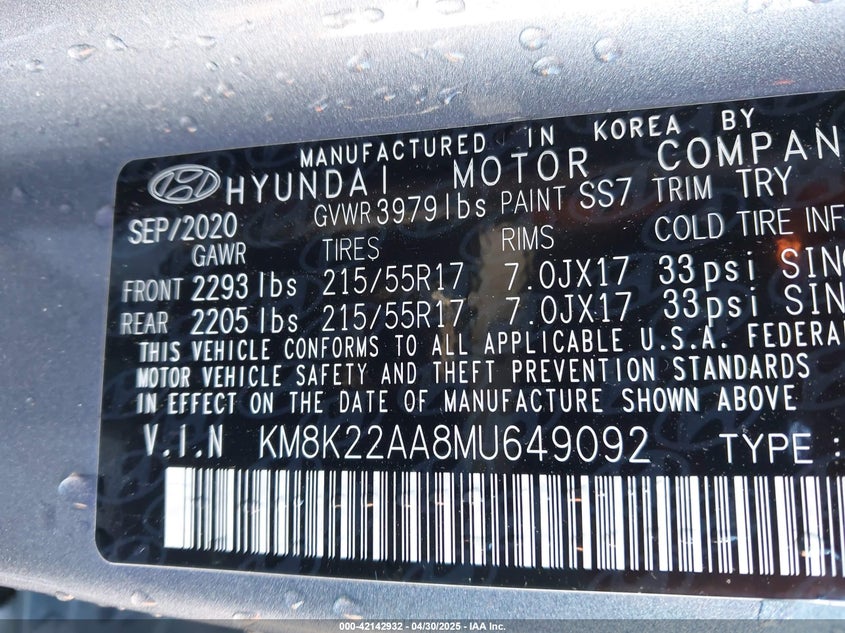 MANUFACTURED IN KOREA BY
HYUNDAI MOTOR COMPAN
SEP/2020 GVWR 3979 lbs PAINT SS7 TRIM TRY
GAWR TIRES RIMS COLD TIRE INF
FRONT 2293 lbs 215/55R17 7.0JX17 33psi SING
REAR 2205 lbs 215/55R17 7.0JX17 33psi SIN
THIS VEHICLE CONFORMS TO ALL APPLICABLE U.S.A. FEDERA
MOTOR VEHICLE SAFETY AND THEFT PREVENTION STANDARDS
IN EFFECT ON THE DATE OF MANUFACTURE SHOWN ABOVE
V.I.N KM8K22AA8MU649092 TYPE :
000-42142932 - 04/30/2025 - IAA Inc.